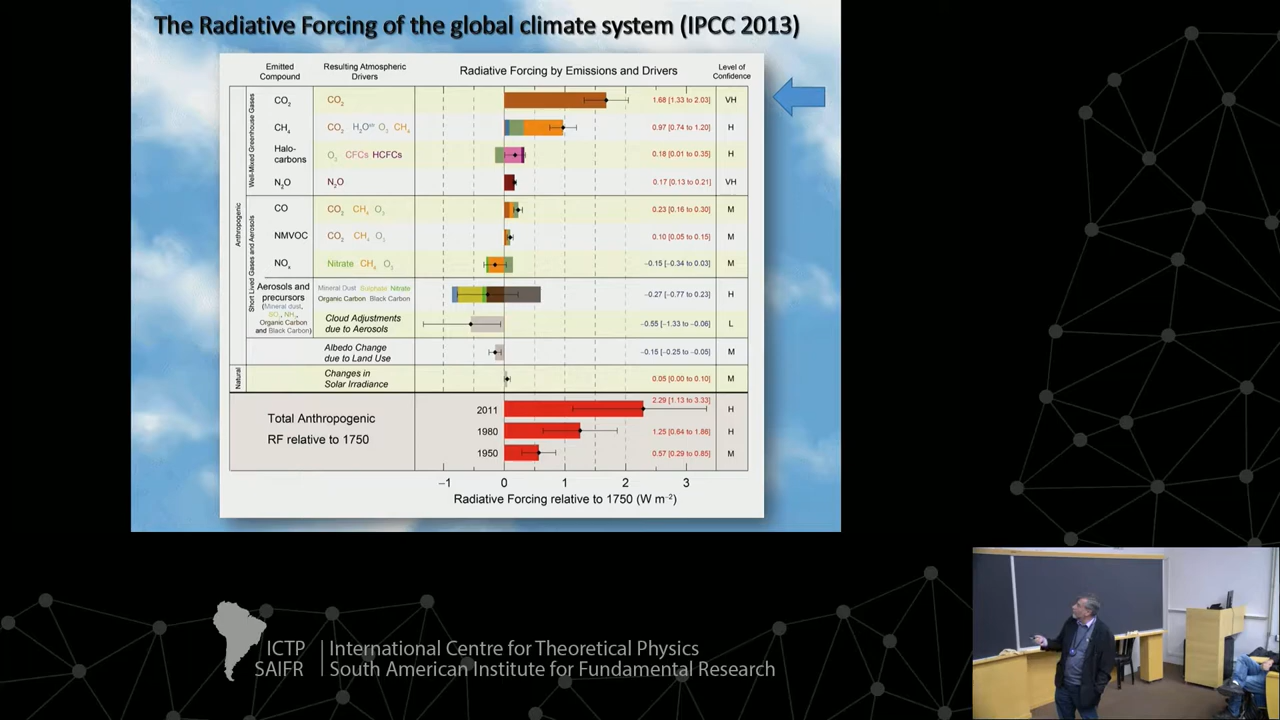 The Radiative Forcing of the global climate system (IPCC 2013)
Emitted Compound
Resulting Atmospheric Drivers
Radiative Forcing by Emissions and Drivers
Level of Confidence
Anthropogenic
Well-Mixed Greenhouse Gases
CO₂ CO₂ 1.68 [1.33 to 2.03] VH
CH₄ CO₂ H₂Oˢᵗʳ O₃ CH₄ 0.97 [0.74 to 1.20] H
Halo-carbons O₃ CFCs HCFCs 0.18 [0.01 to 0.35] H
N₂O N₂O 0.17 [0.13 to 0.21] VH
Short Lived Gases and Aerosols
CO CO₂ CH₄ O₃ 0.23 [0.16 to 0.30] M
NMVOC CO₂ CH₄ O₃ 0.10 [0.05 to 0.15] M
NOₓ Nitrate CH₄ O₃ −0.15 [−0.34 to 0.03] M
Aerosols and precursors
(Mineral dust, SO₂, NH₃, Organic Carbon and Black Carbon)
Mineral Dust Sulphate Nitrate
Organic Carbon Black Carbon
−0.27 [−0.77 to 0.23] H
Cloud Adjustments due to Aerosols −0.55 [−1.33 to −0.06] L
Albedo Change due to Land Use −0.15 [−0.25 to −0.05] M
Natural
Changes in Solar Irradiance 0.05 [0.00 to 0.10] M
Total Anthropogenic
RF relative to 1750
2011 2.29 [1.13 to 3.33] H
1980 1.25 [0.64 to 1.86] H
1950 0.57 [0.29 to 0.85] M
−1 0 1 2 3
Radiative Forcing relative to 1750 (W m⁻²)
ICTP International Centre for Theoretical Physics
SAIFR South American Institute for Fundamental Research